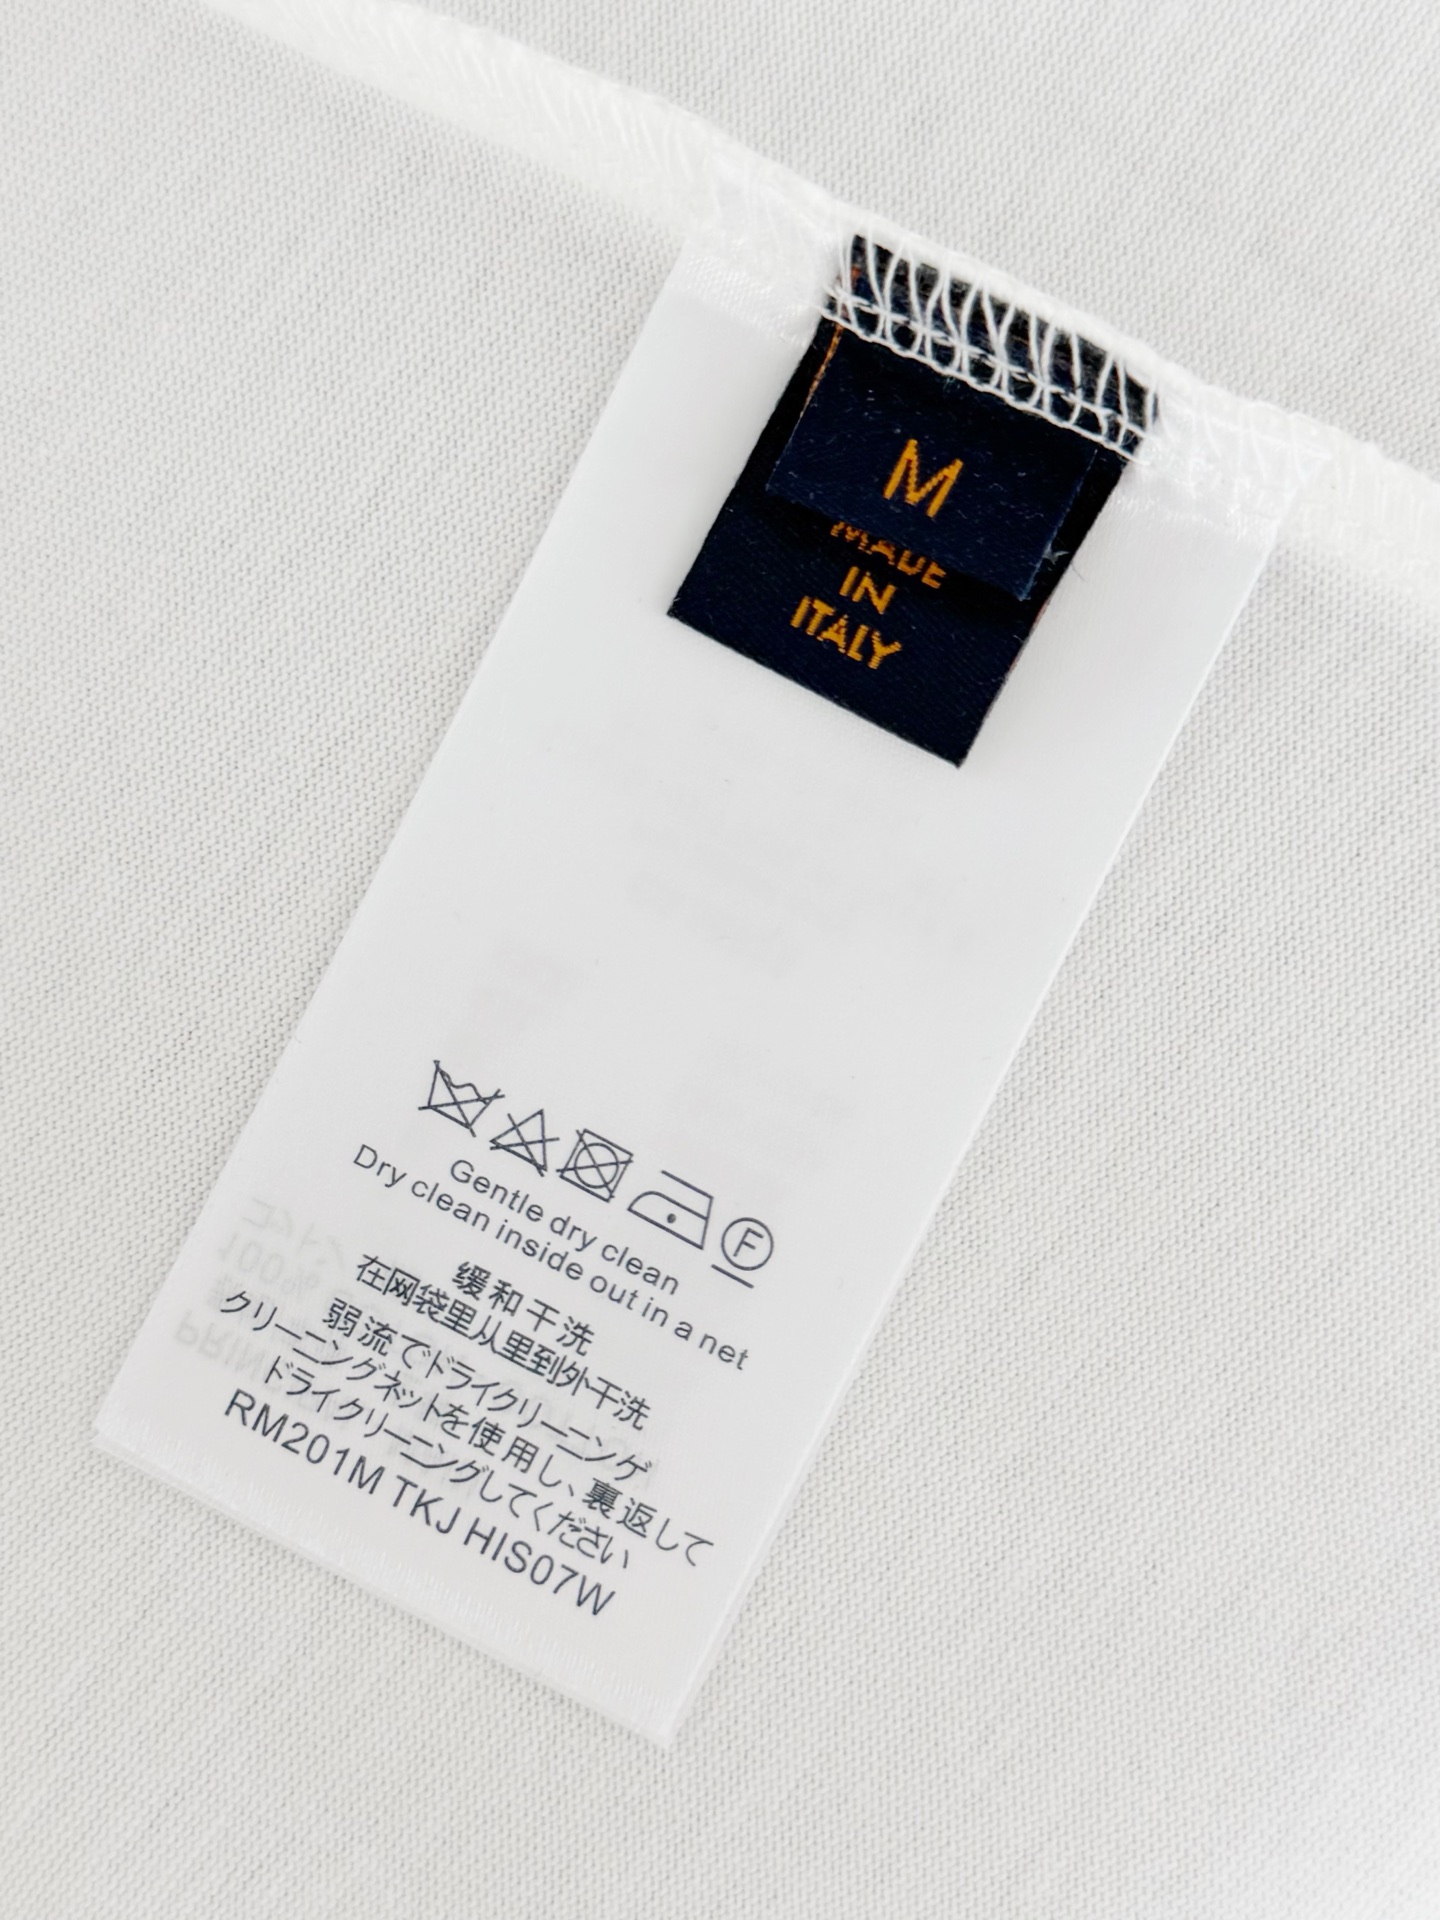 M
MADE
IN
ITALY
F
Gentle dry clean
Dry clean inside out in a net
缓和干洗
在网袋里从里到外干洗
弱流でドライクリーニング
クリーニングネットを使用し、裏返して
ドライクリーニングしてください
RM201M TKJ HIS07W